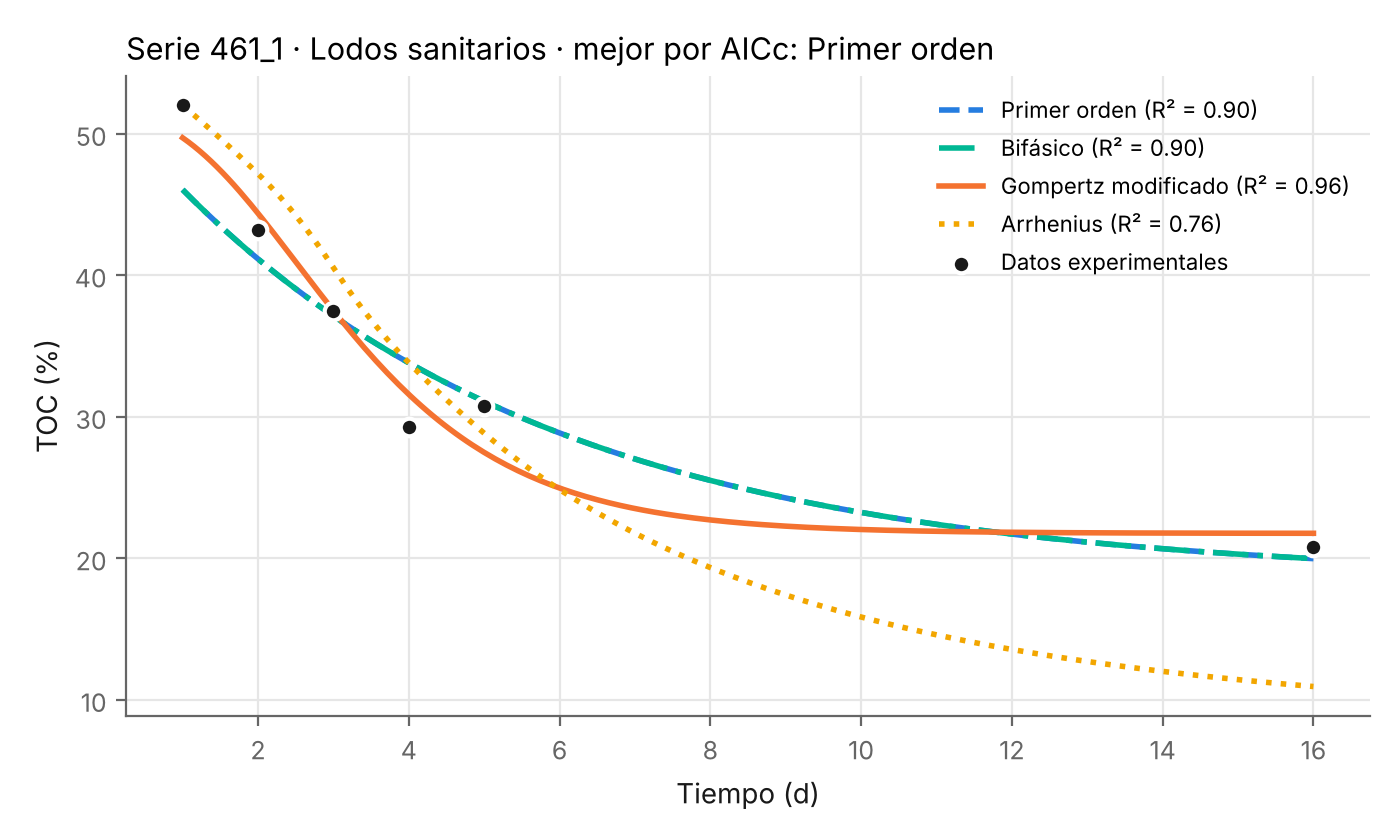 Serie 461_1 · Lodos sanitarios · mejor por AICc: Primer orden
Primer orden (R² = 0.90)
Bifásico (R² = 0.90)
Gompertz modificado (R² = 0.96)
Arrhenius (R² = 0.76)
Datos experimentales
TOC (%)
50
40
30
20
10
2 4 6 8 10 12 14 16
Tiempo (d)